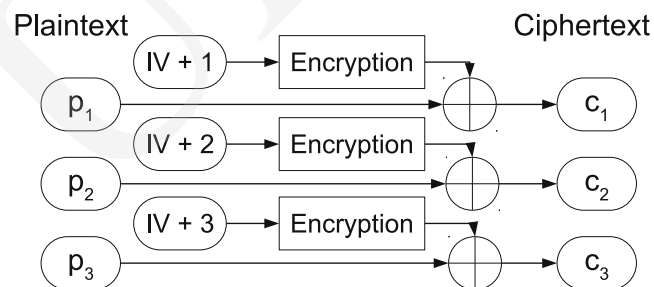 Plaintext Ciphertext
IV + 1 Encryption
p₁ c₁
IV + 2 Encryption
p₂ c₂
IV + 3 Encryption
p₃ c₃